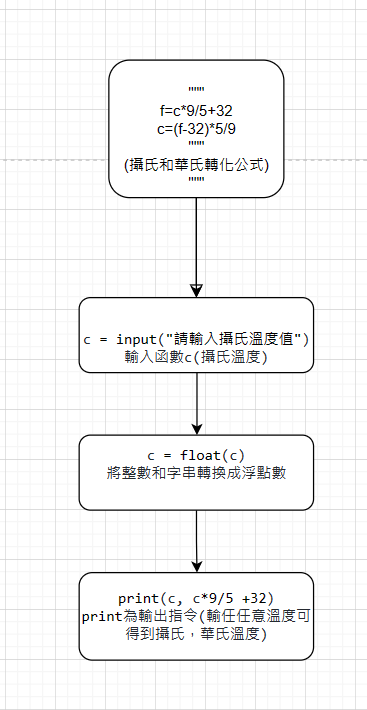 """
f=c*9/5+32
c=(f-32)*5/9
"""
(攝氏和華氏轉化公式)
"""
c = input("請輸入攝氏溫度值")
輸入函數c(攝氏溫度)
c = float(c)
將整數和字串轉換成浮點數
print(c, c*9/5 +32)
print為輸出指令(輸任任意溫度可
得到攝氏，華氏溫度)